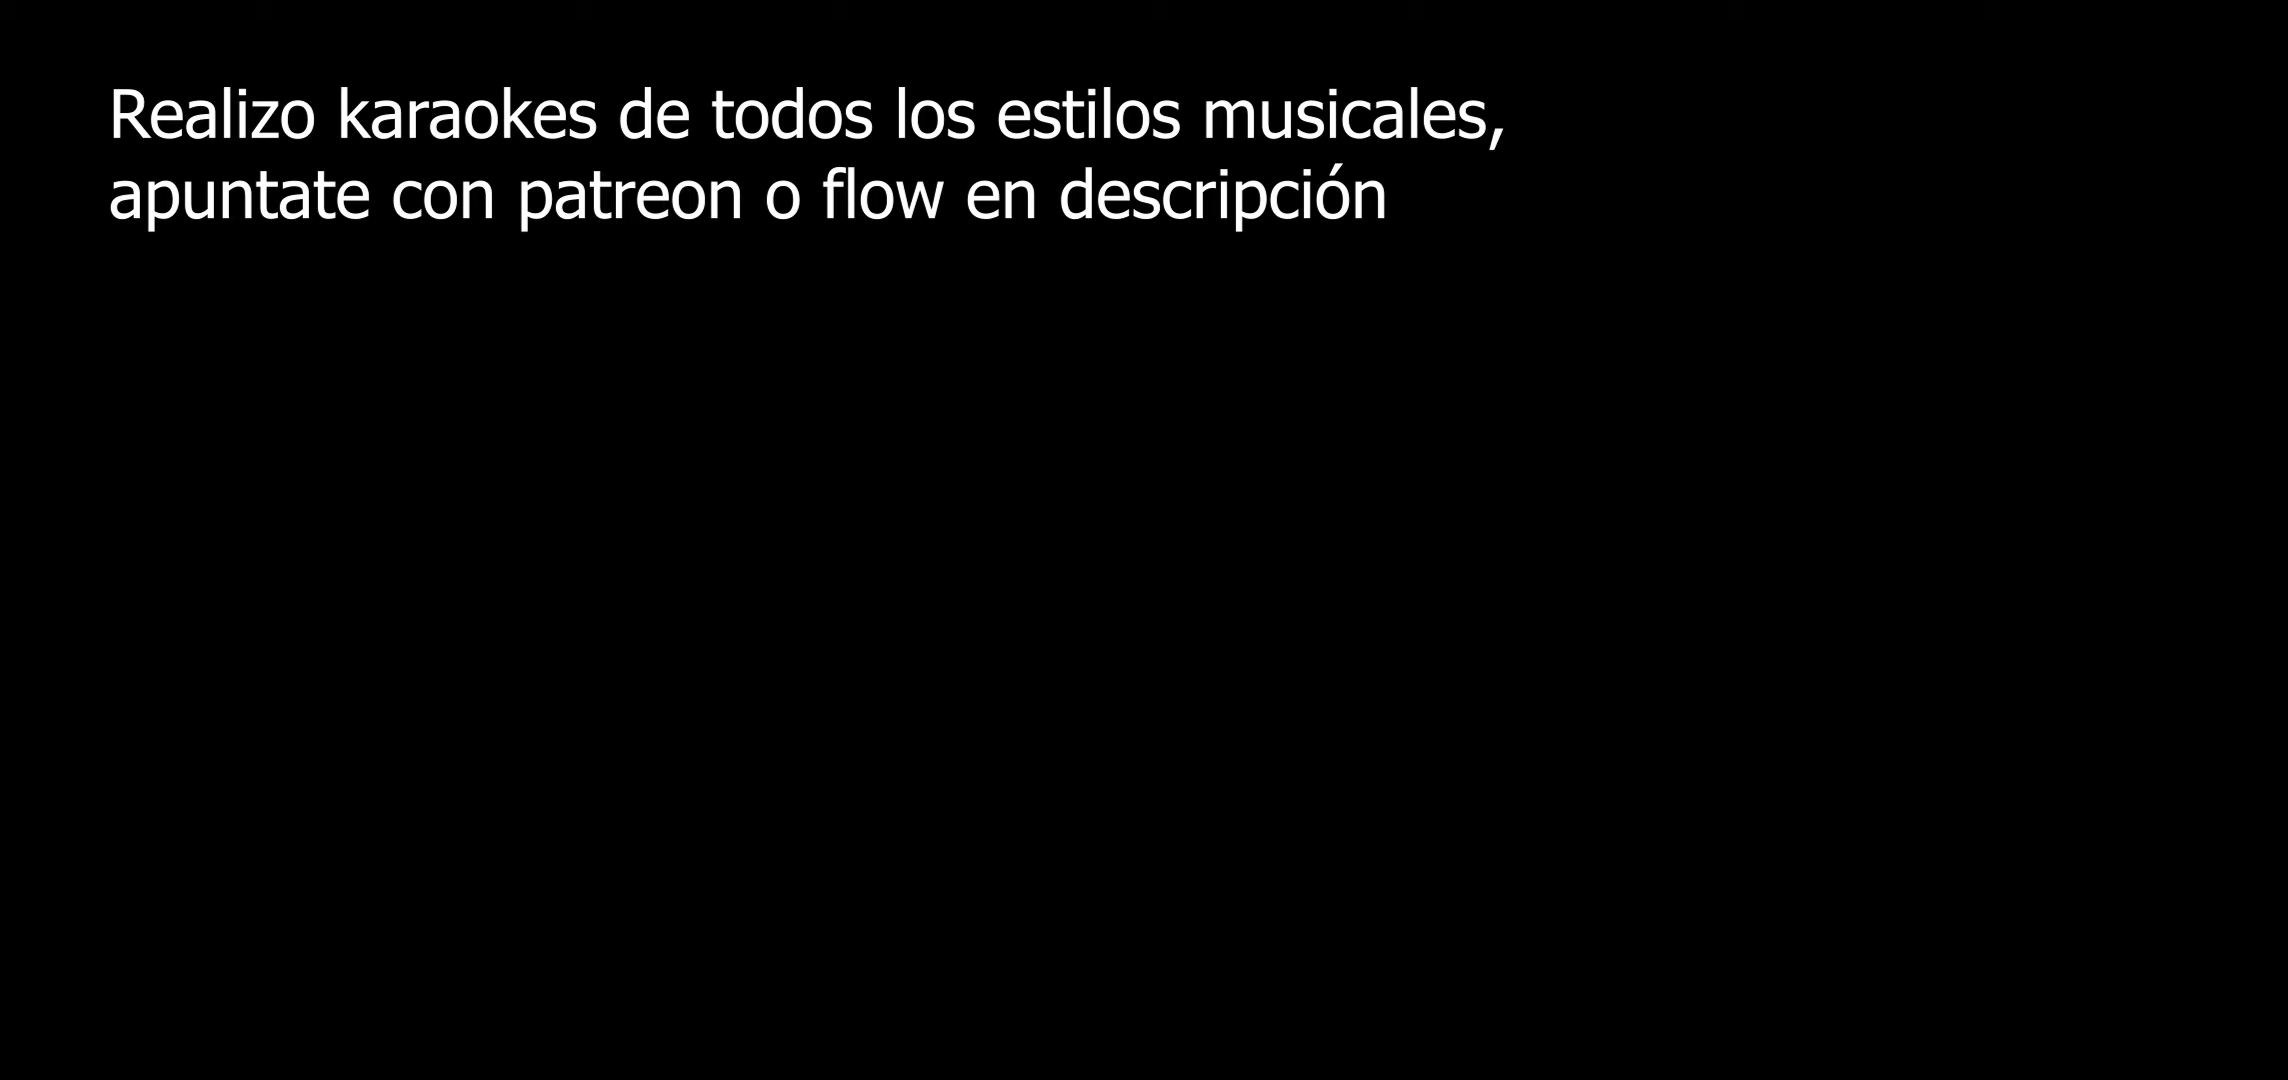 Realizo karaokes de todos los estilos musicales,
apuntate con patreon o flow en descripción